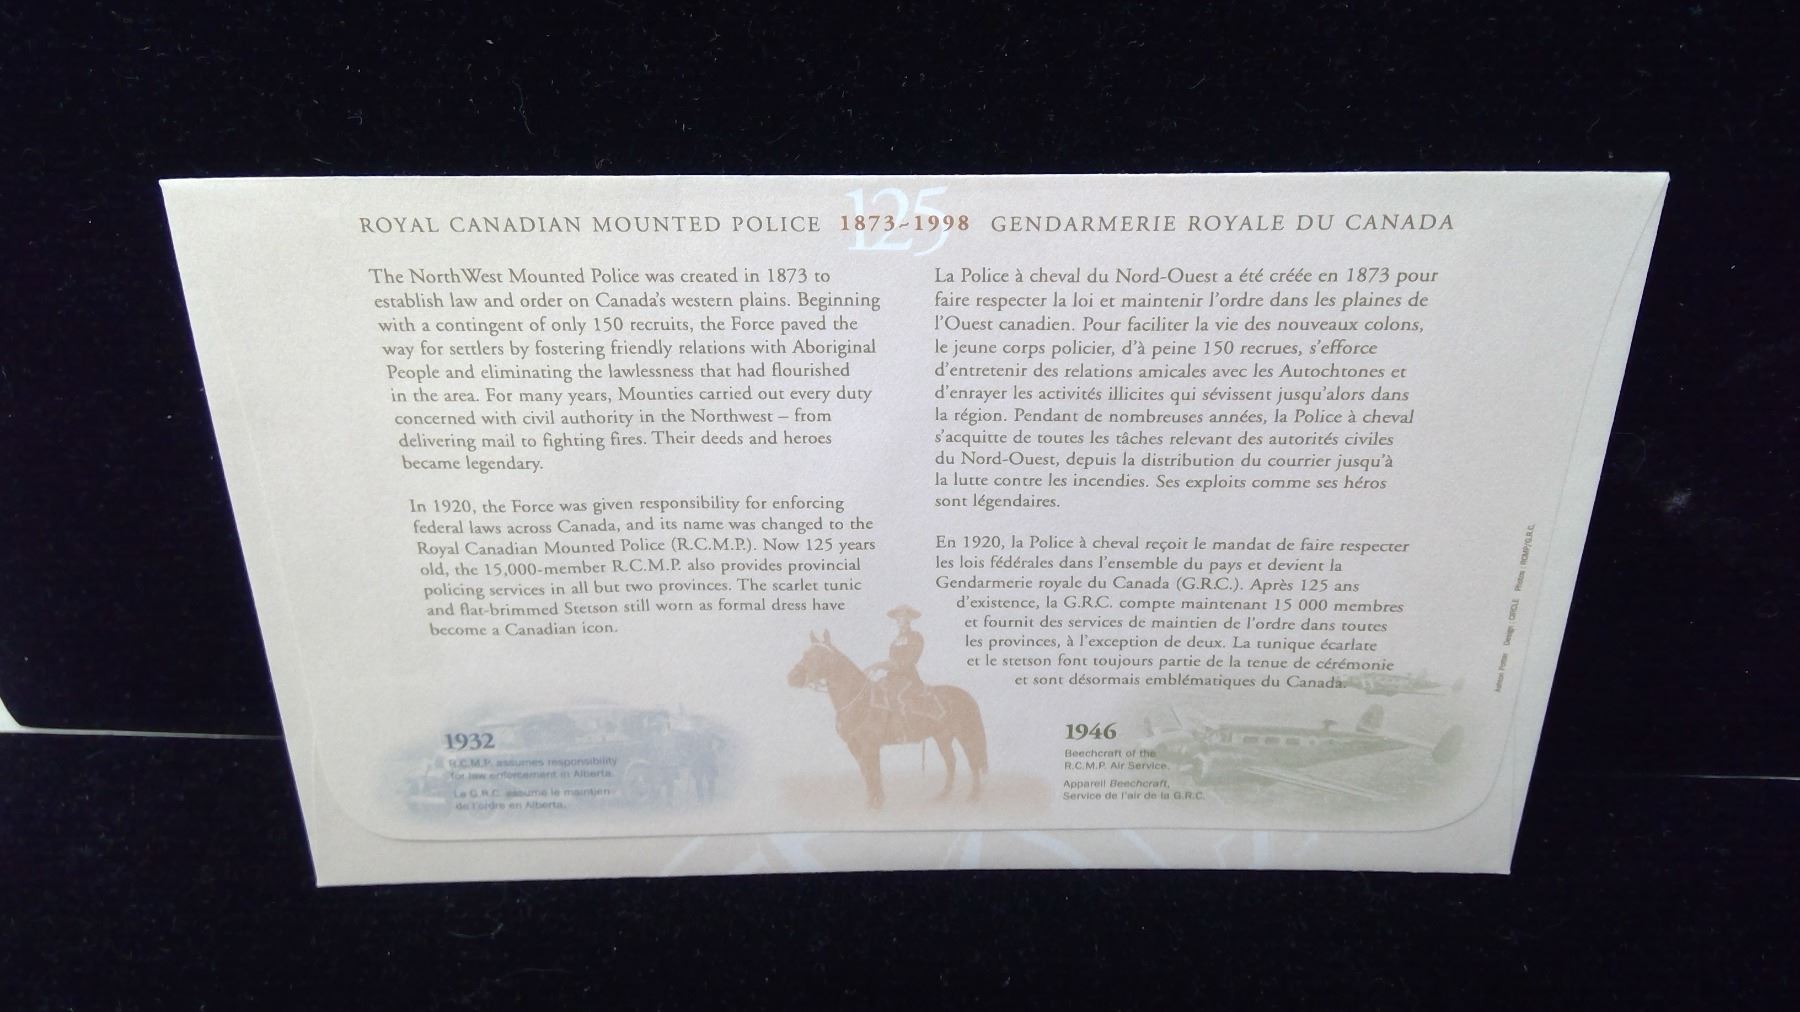 125
ROYAL CANADIAN MOUNTED POLICE 1873~1998 GENDARMERIE ROYALE DU CANADA
The NorthWest Mounted Police was created in 1873 to
establish law and order on Canada's western plains. Beginning
with a contingent of only 150 recruits, the Force paved the
way for settlers by fostering friendly relations with Aboriginal
People and eliminating the lawlessness that had flourished
in the area. For many years, Mounties carried out every duty
concerned with civil authority in the Northwest – from
delivering mail to fighting fires. Their deeds and heroes
became legendary.
In 1920, the Force was given responsibility for enforcing
federal laws across Canada, and its name was changed to the
Royal Canadian Mounted Police (R.C.M.P.). Now 125 years
old, the 15,000-member R.C.M.P. also provides provincial
policing services in all but two provinces. The scarlet tunic
and flat-brimmed Stetson still worn as formal dress have
become a Canadian icon.
La Police à cheval du Nord-Ouest a été créée en 1873 pour
faire respecter la loi et maintenir l'ordre dans les plaines de
l'Ouest canadien. Pour faciliter la vie des nouveaux colons,
le jeune corps policier, d'à peine 150 recrues, s'efforce
d'entretenir des relations amicales avec les Autochtones et
d'enrayer les activités illicites qui sévissent jusqu'alors dans
la région. Pendant de nombreuses années, la Police à cheval
s'acquitte de toutes les tâches relevant des autorités civiles
du Nord-Ouest, depuis la distribution du courrier jusqu'à
la lutte contre les incendies. Ses exploits comme ses héros
sont légendaires.
En 1920, la Police à cheval reçoit le mandat de faire respecter
les lois fédérales dans l'ensemble du pays et devient la
Gendarmerie royale du Canada (G.R.C.). Après 125 ans
d'existence, la G.R.C. compte maintenant 15 000 membres
et fournit des services de maintien de l'ordre dans toutes
les provinces, à l'exception de deux. La tunique écarlate
et le stetson font toujours partie de la tenue de cérémonie
et sont désormais emblématiques du Canada.
1932
R.C.M.P. assumes responsibility
for law enforcement in Alberta.
La G.R.C. assume le maintien
de l'ordre en Alberta.
1946
Beechcraft of the
R.C.M.P. Air Service.
Appareil Beechcraft,
Service de l'air de la G.R.C.
Design : CIRCLE Photos : RCMP/G.R.C.